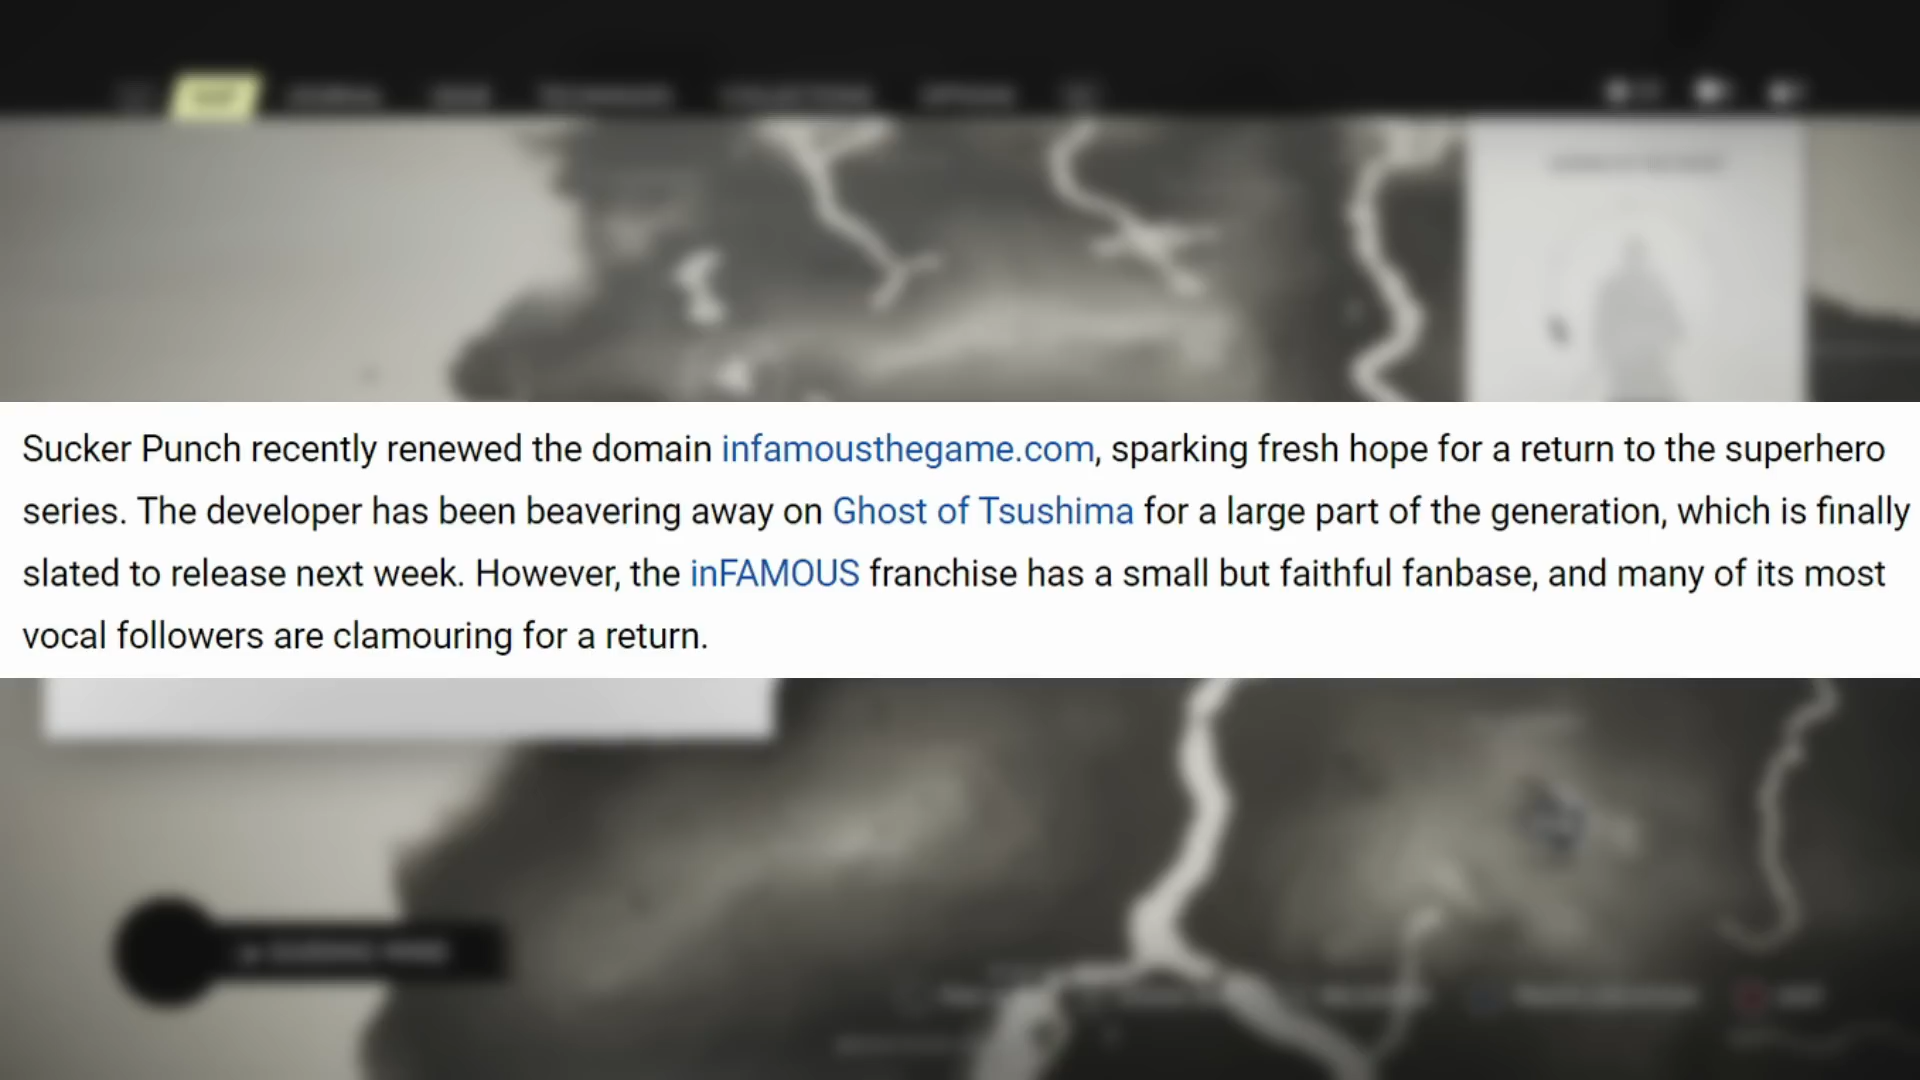 Sucker Punch recently renewed the domain infamousthegame.com, sparking fresh hope for a return to the superhero
series. The developer has been beavering away on Ghost of Tsushima for a large part of the generation, which is finally
slated to release next week. However, the inFAMOUS franchise has a small but faithful fanbase, and many of its most
vocal followers are clamouring for a return.